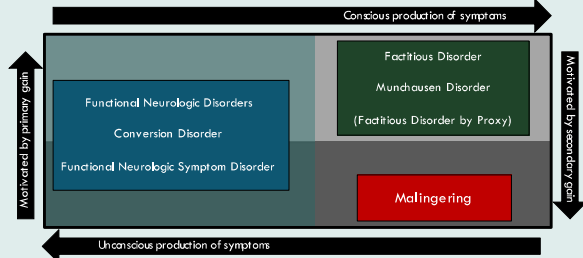 Conscious production of symptoms
Motivated by primary gain
Functional Neurologic Disorders
Conversion Disorder
Functional Neurologic Symptom Disorder
Factitious Disorder
Munchausen Disorder
(Factitious Disorder by Proxy)
Malingering
Motivated by secondary gain
Unconscious production of symptoms